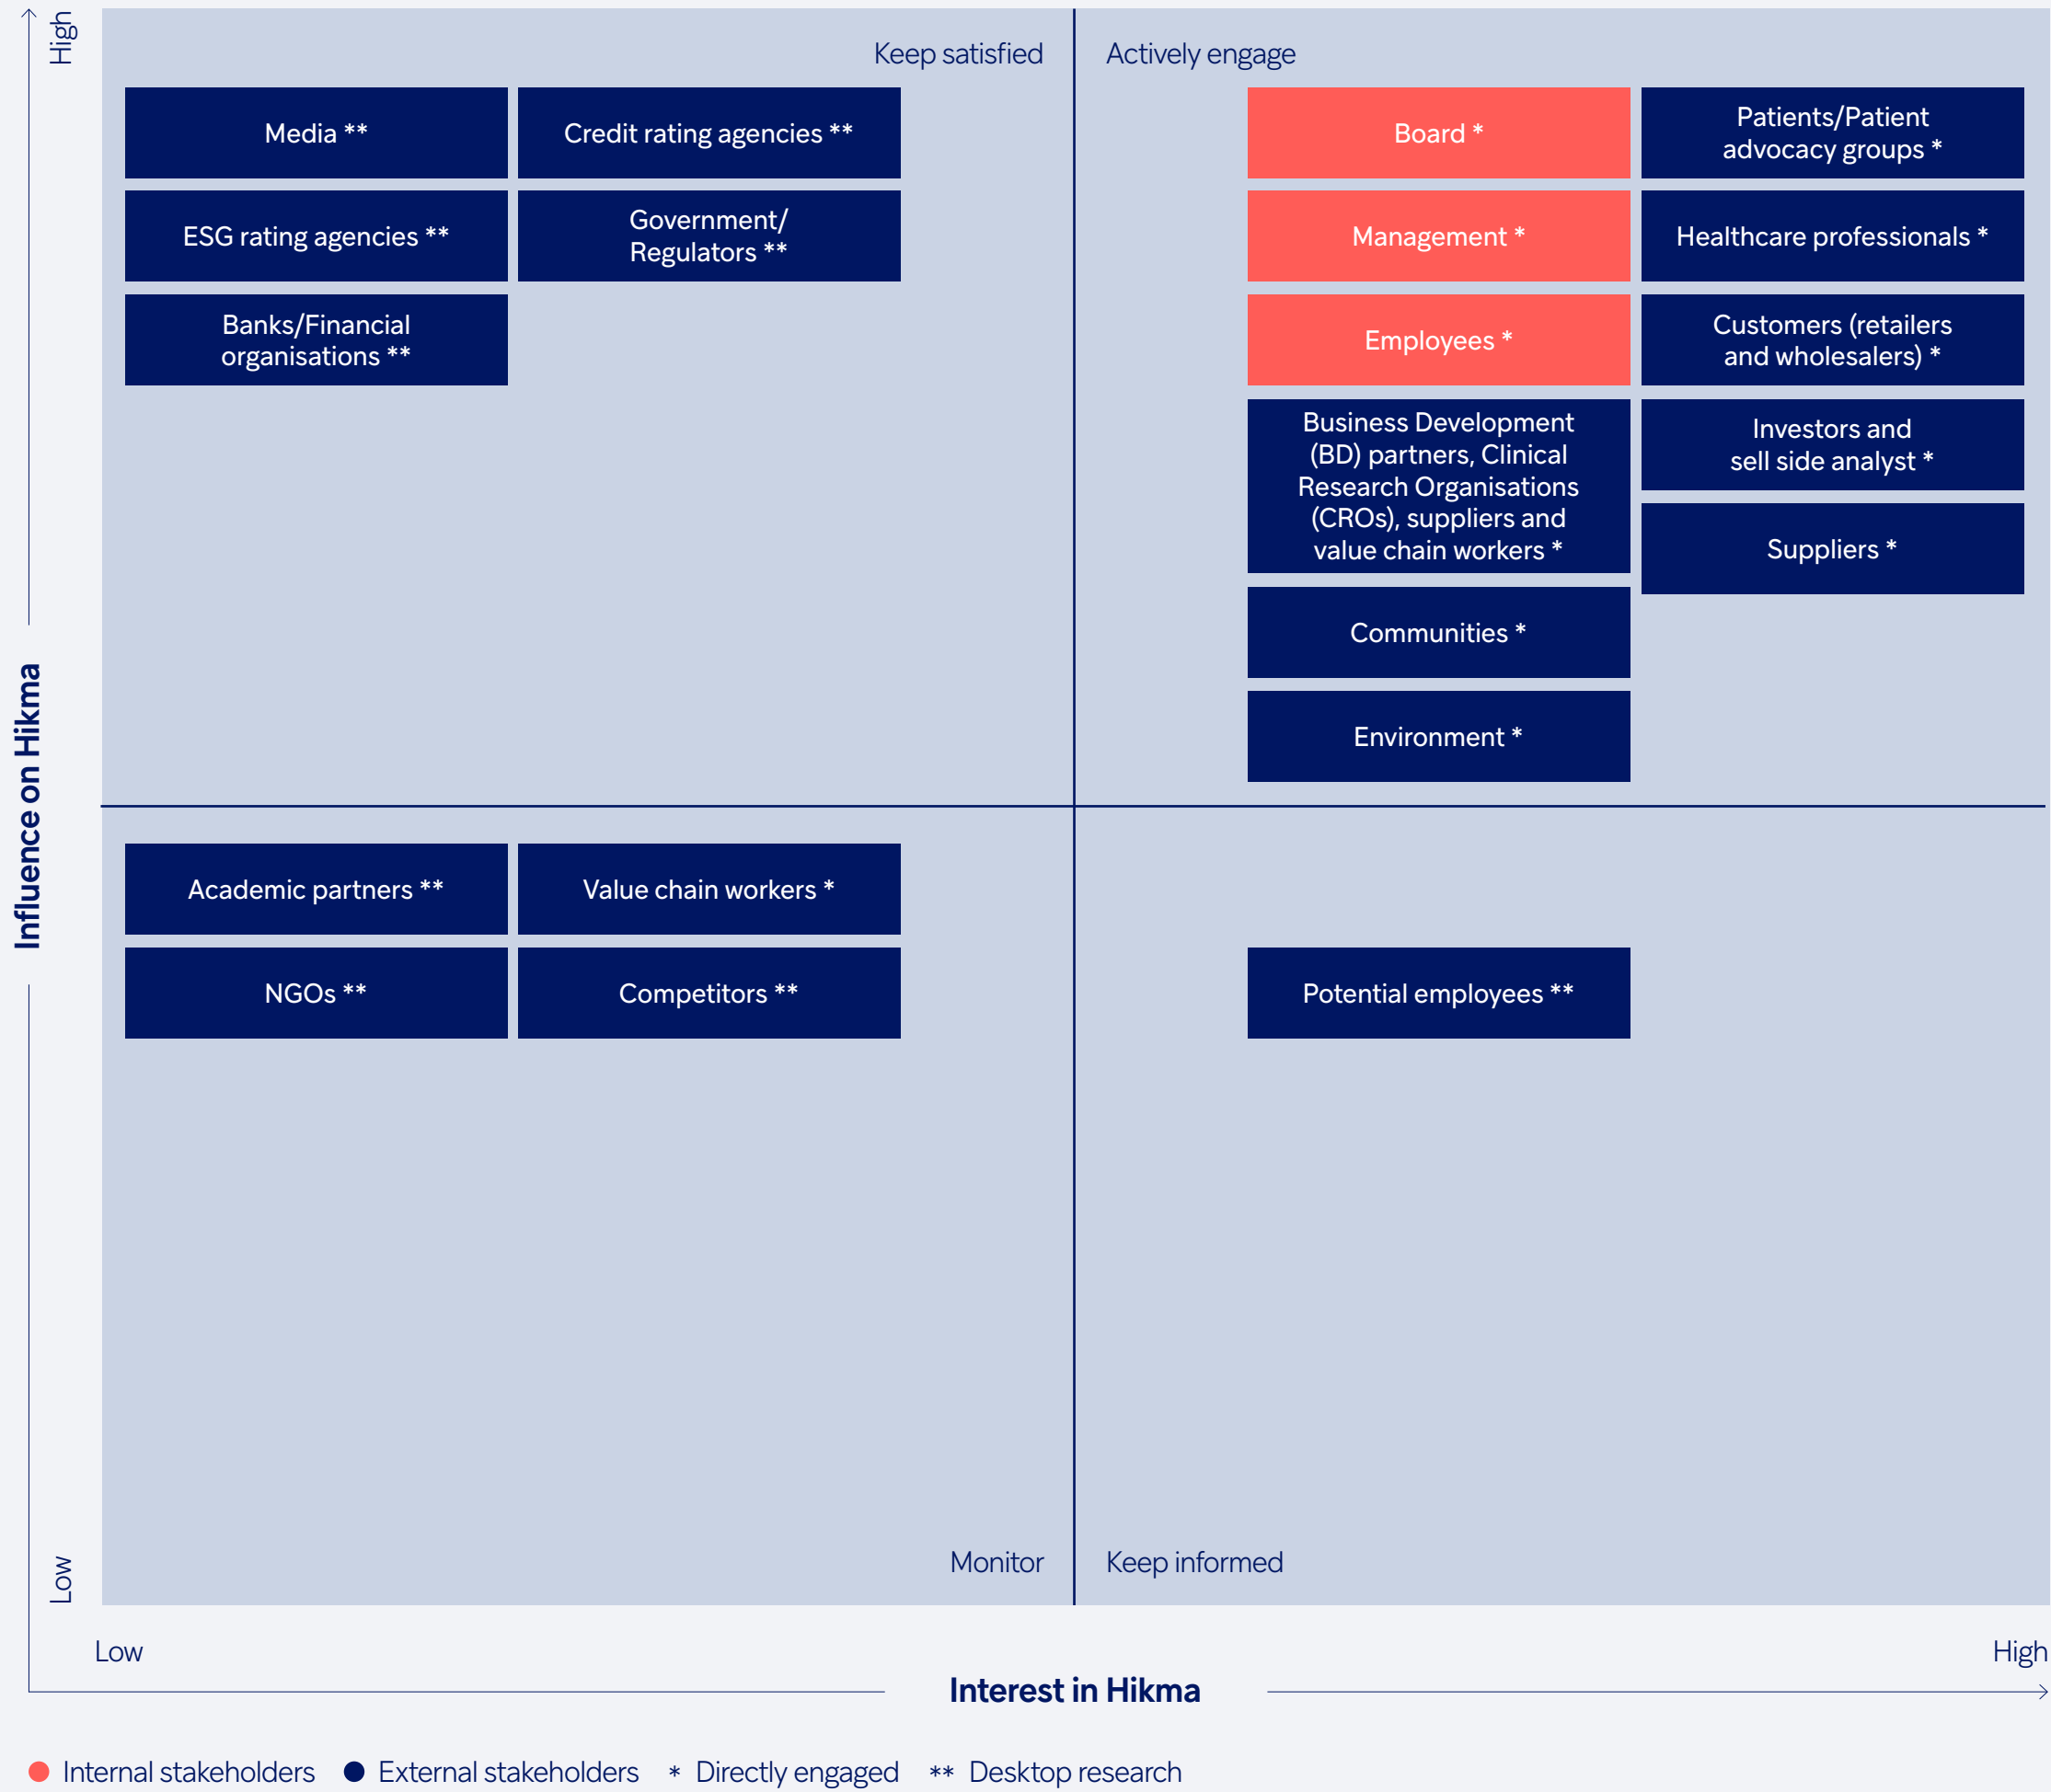 High
Keep satisfied
Actively engage
Media **
Credit rating agencies **
Board *
Patients/Patient
advocacy groups *
ESG rating agencies **
Government/
Regulators **
Management *
Healthcare professionals *
Banks/Financial
organisations **
Employees *
Customers (retailers
and wholesalers) *
Business Development
(BD) partners, Clinical
Research Organisations
(CROs), suppliers and
value chain workers *
Investors and
sell side analyst *
Suppliers *
Communities *
Environment *
Influence on Hikma
Academic partners **
Value chain workers *
NGOs **
Competitors **
Potential employees **
Monitor
Keep informed
Low
Low
High
Interest in Hikma
Internal stakeholders
External stakeholders
* Directly engaged
** Desktop research